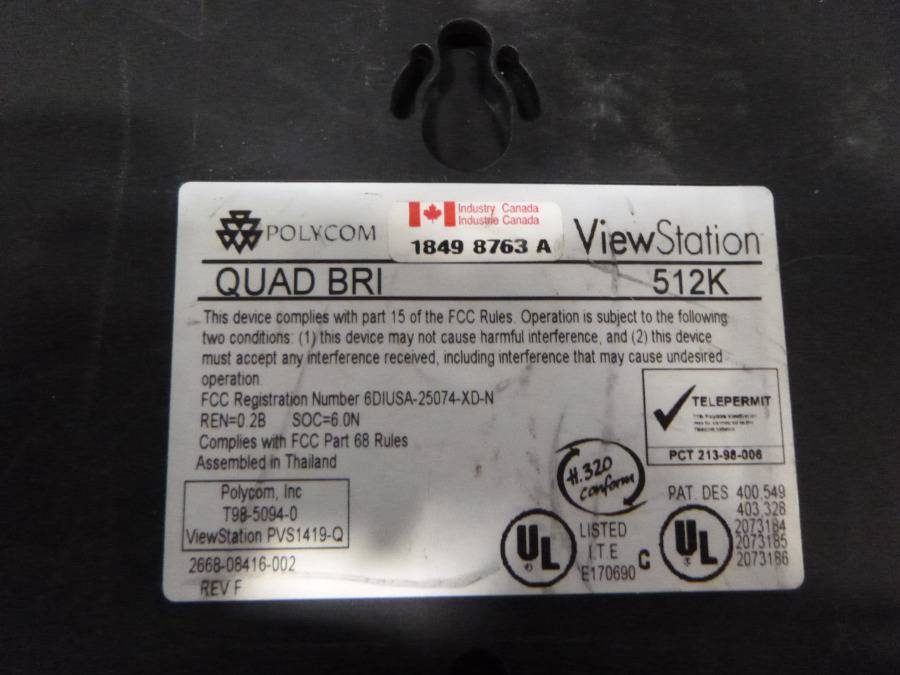 POLYCOM
Industry Canada
Industrie Canada
1849 8763 A
ViewStation
QUAD BRI 512K
This device complies with part 15 of the FCC Rules. Operation is subject to the following
two conditions: (1) this device may not cause harmful interference, and (2) this device
must accept any interference received, including interference that may cause undesired
operation.
FCC Registration Number 6DIUSA-25074-XD-N
REN=0.2B SOC=6.0N
Complies with FCC Part 68 Rules
Assembled in Thailand
TELEPERMIT
PCT 213-98-006
Polycom, Inc
T98-5094-0
ViewStation PVS1419-Q
2668-08416-002
REV F
H.320
conform
UL
LISTED
I.T.E
E170690
C
UL
PAT. DES 400,549
403,328
2073184
2073185
2073186